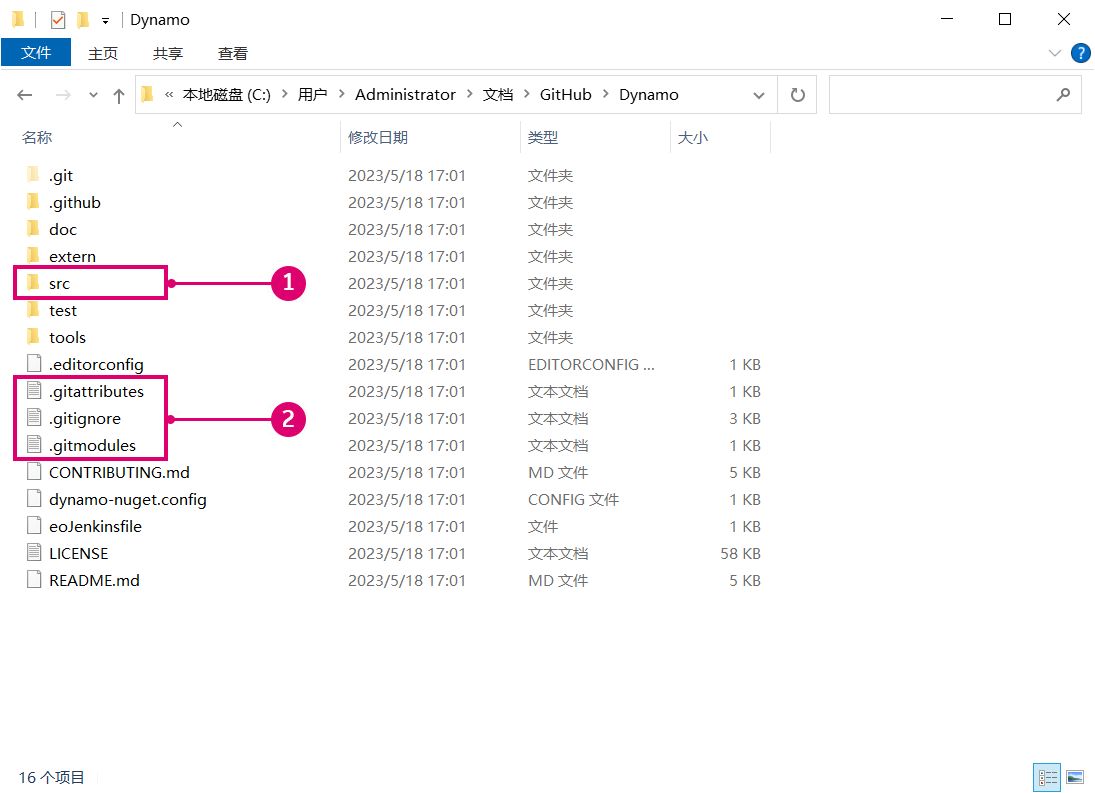 Dynamo
文件 主页 共享 查看
« 本地磁盘 (C:) > 用户 > Administrator > 文档 > GitHub > Dynamo
名称 修改日期 类型 大小
.git 2023/5/18 17:01 文件夹
.github 2023/5/18 17:01 文件夹
doc 2023/5/18 17:01 文件夹
extern 2023/5/18 17:01 文件夹
src 1 2023/5/18 17:01 文件夹
test 2023/5/18 17:01 文件夹
tools 2023/5/18 17:01 文件夹
.editorconfig 2023/5/18 17:01 EDITORCONFIG ... 1 KB
.gitattributes 2023/5/18 17:01 文本文档 1 KB
.gitignore 2 2023/5/18 17:01 文本文档 3 KB
.gitmodules 2023/5/18 17:01 文本文档 1 KB
CONTRIBUTING.md 2023/5/18 17:01 MD 文件 5 KB
dynamo-nuget.config 2023/5/18 17:01 CONFIG 文件 1 KB
eoJenkinsfile 2023/5/18 17:01 文件 1 KB
LICENSE 2023/5/18 17:01 文本文档 58 KB
README.md 2023/5/18 17:01 MD 文件 5 KB
16 个项目